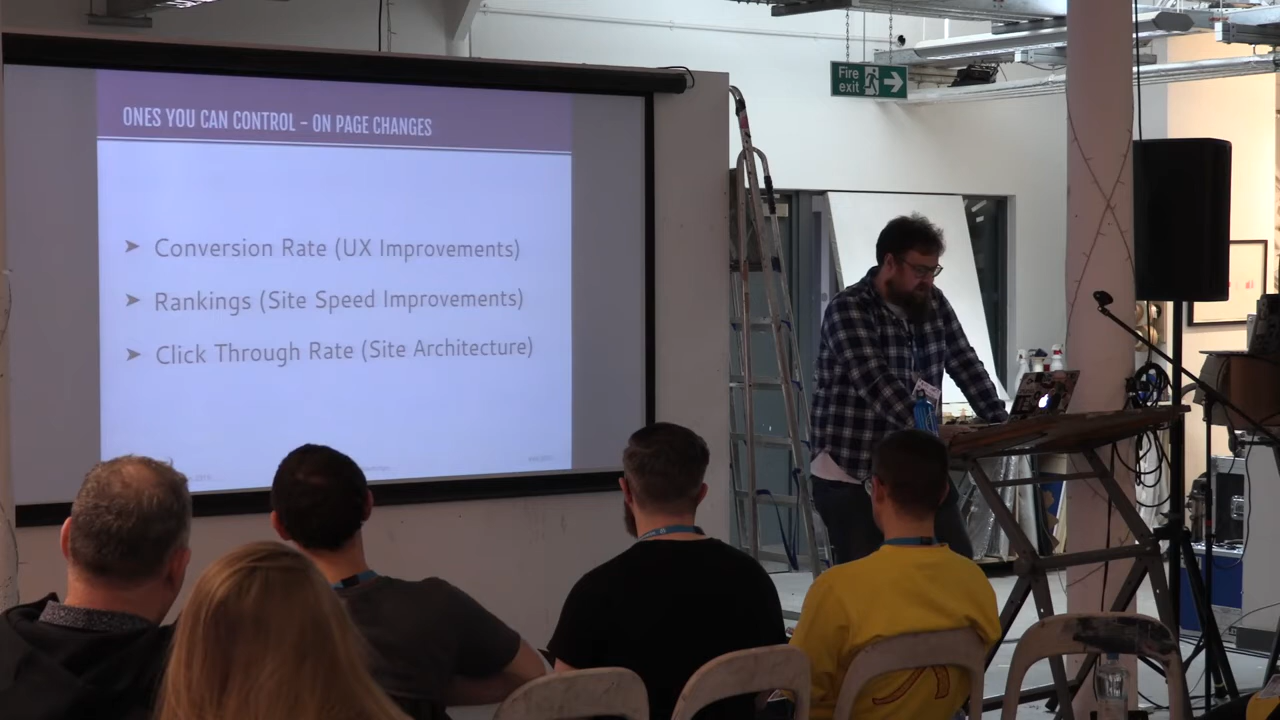 ONES YOU CAN CONTROL – ON PAGE CHANGES
➤ Conversion Rate (UX Improvements)
➤ Rankings (Site Speed Improvements)
➤ Click Through Rate (Site Architecture)
Fire
exit